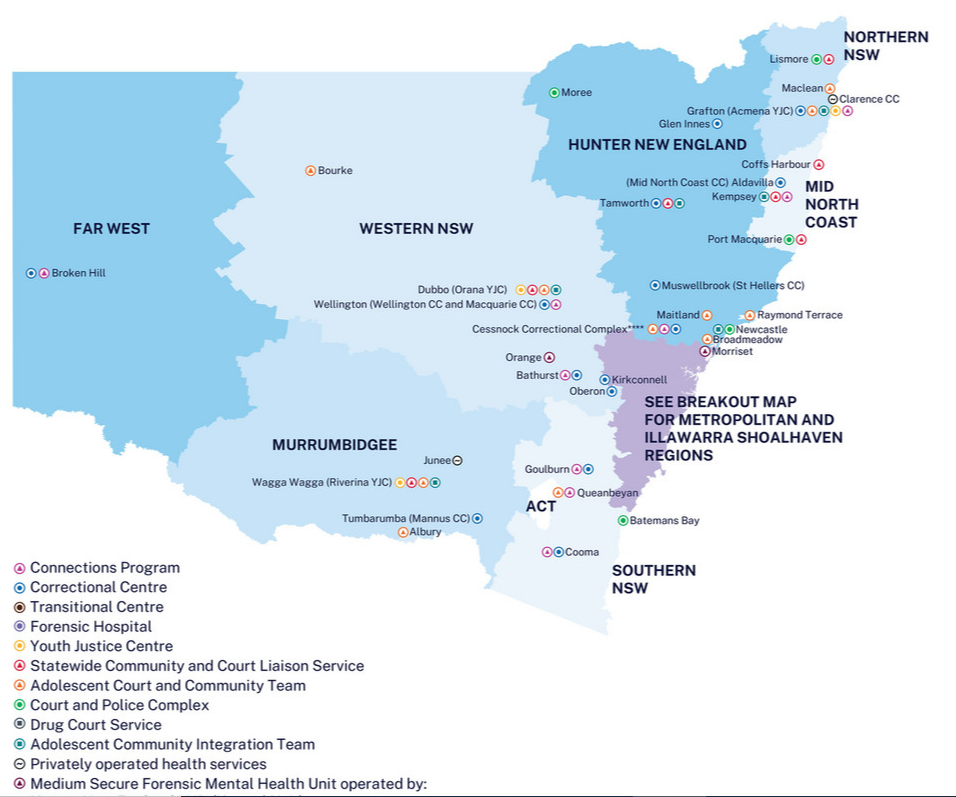 NORTHERN
NSW
Lismore
Moree
Maclean
Clarence CC
Grafton (Acmena YJC)
Glen Innes
HUNTER NEW ENGLAND
Coffs Harbour
Bourke
(Mid North Coast CC) Aldavilla
MID
NORTH
COAST
Kempsey
Tamworth
FAR WEST
WESTERN NSW
Port Macquarie
Broken Hill
Muswellbrook (St Hellers CC)
Dubbo (Orana YJC)
Wellington (Wellington CC and Macquarie CC)
Maitland
Raymond Terrace
Cessnock Correctional Complex****
Newcastle
Broadmeadow
Morriset
Orange
Bathurst
Kirkconnell
Oberon
SEE BREAKOUT MAP
FOR METROPOLITAN AND
ILLAWARRA SHOALHAVEN
REGIONS
MURRUMBIDGEE
Junee
Goulburn
Wagga Wagga (Riverina YJC)
Queanbeyan
ACT
Tumbarumba (Mannus CC)
Batemans Bay
Albury
Cooma
SOUTHERN
NSW
Connections Program
Correctional Centre
Transitional Centre
Forensic Hospital
Youth Justice Centre
Statewide Community and Court Liaison Service
Adolescent Court and Community Team
Court and Police Complex
Drug Court Service
Adolescent Community Integration Team
Privately operated health services
Medium Secure Forensic Mental Health Unit operated by: